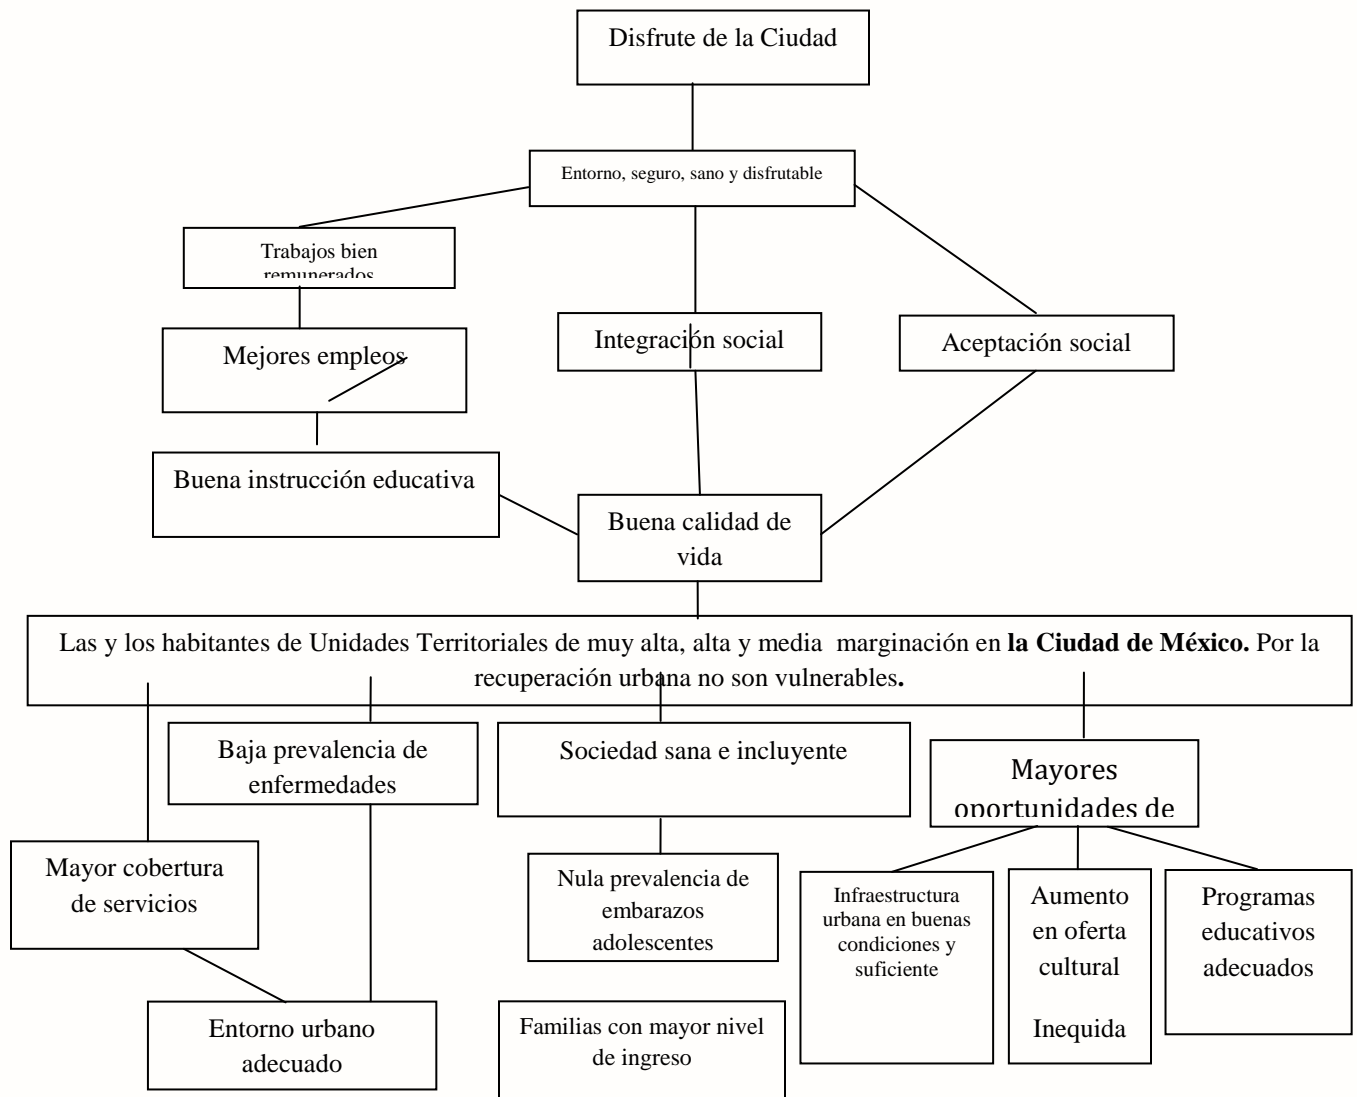 Disfrute de la Ciudad
Entorno, seguro, sano y disfrutable
Trabajos bien
remunerados
Mejores empleos
Integración social
Aceptación social
Buena instrucción educativa
Buena calidad de
vida
Las y los habitantes de Unidades Territoriales de muy alta, alta y media marginación en la Ciudad de México. Por la
recuperación urbana no son vulnerables.
Baja prevalencia de
enfermedades
Sociedad sana e incluyente
Mayores
oportunidades de
Mayor cobertura
de servicios
Nula prevalencia de
embarazos
adolescentes
Infraestructura
urbana en buenas
condiciones y
suficiente
Aumento
en oferta
cultural
Inequida
Programas
educativos
adecuados
Entorno urbano
adecuado
Familias con mayor nivel
de ingreso